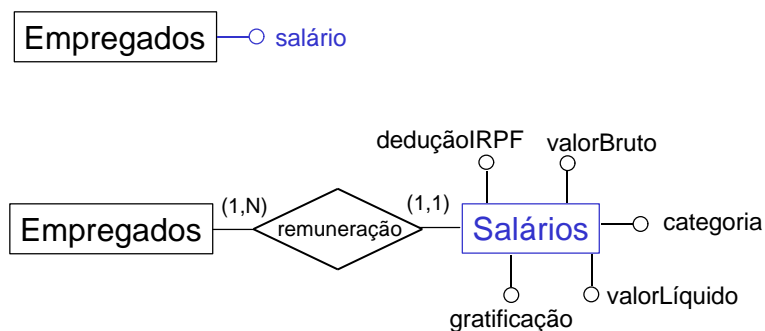 Empregados
salário
deduçãoIRPF
valorBruto
(1,N)
(1,1)
Empregados
remuneração
Salários
categoria
gratificação
valorLíquido